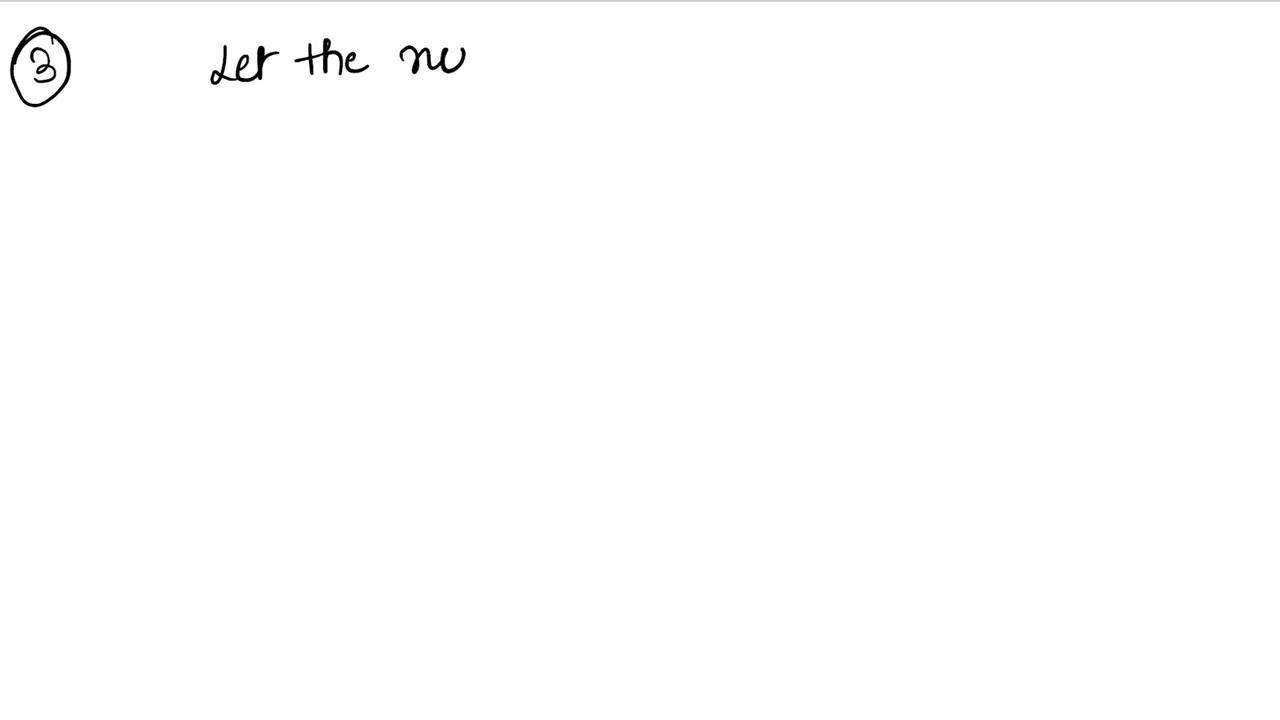 ③ Let the nu